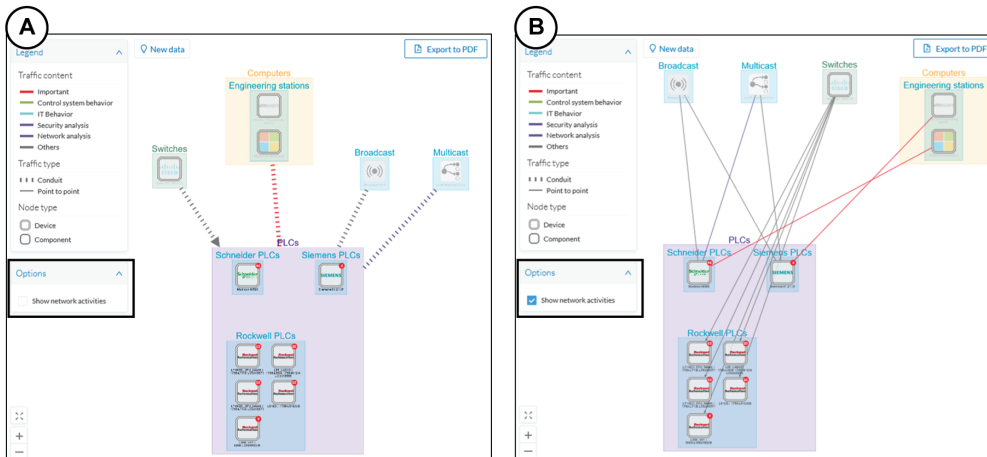 A
Legend
New data
Export to PDF
Traffic content
Important
Control system behavior
IT Behavior
Security analysis
Network analysis
Others
Traffic type
Conduit
Point to point
Node type
Device
Component
Options
Show network activities
Computers
Engineering stations
Switches
Broadcast
Multicast
PLCs
Schneider PLCs
Siemens PLCs
SIEMENS
Rockwell PLCs
B
Legend
New data
Export to PDF
Traffic content
Important
Control system behavior
IT Behavior
Security analysis
Network analysis
Others
Traffic type
Conduit
Point to point
Node type
Device
Component
Options
Show network activities
Broadcast
Multicast
Switches
Computers
Engineering stations
PLCs
Schneider PLCs
Siemens PLCs
SIEMENS
Rockwell PLCs